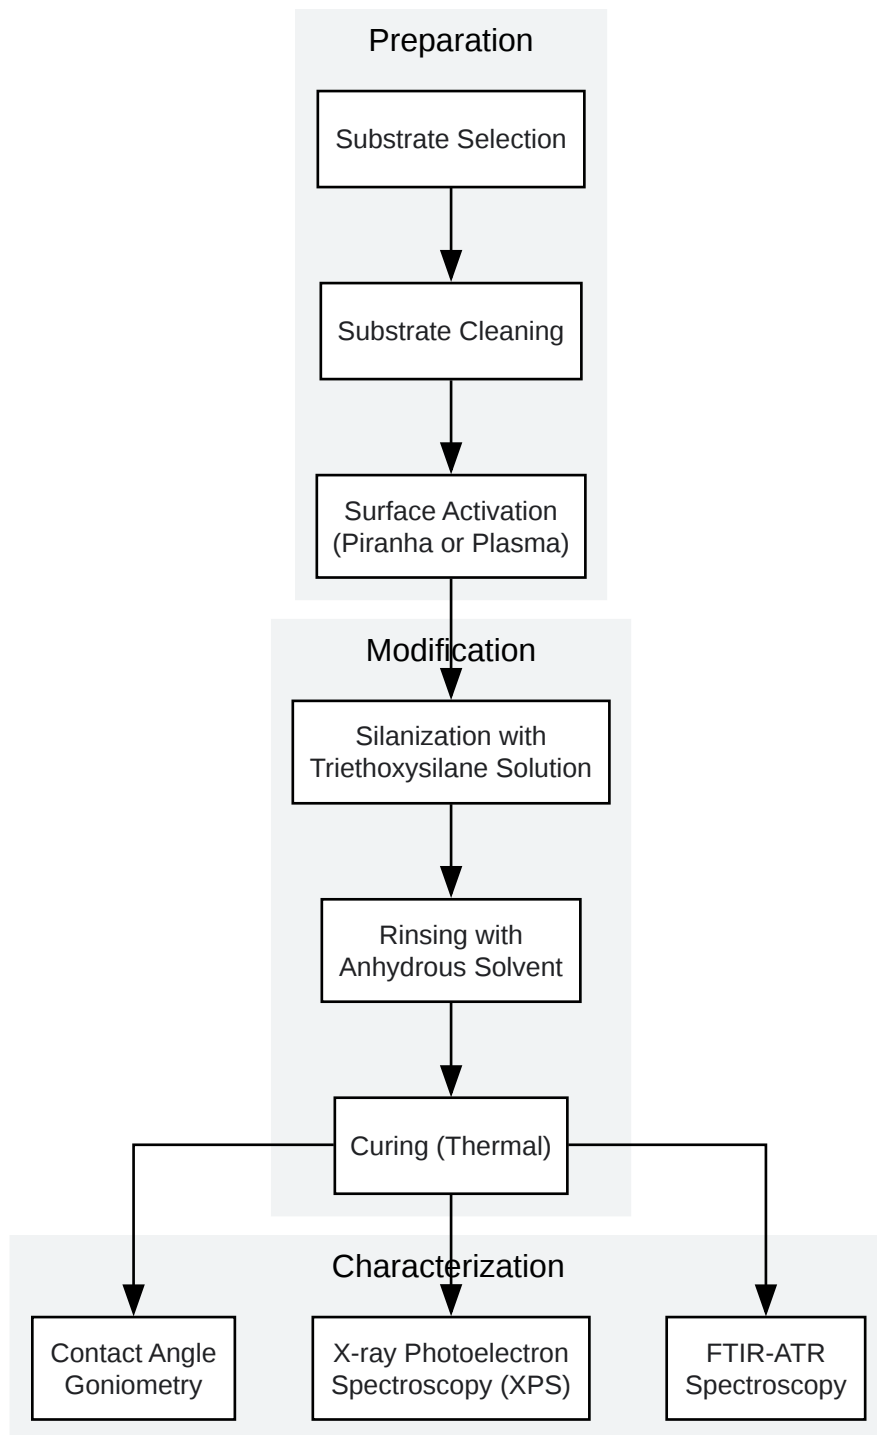 Preparation
Substrate Selection
Substrate Cleaning
Surface Activation
(Piranha or Plasma)
Modification
Silanization with
Triethoxysilane Solution
Rinsing with
Anhydrous Solvent
Curing (Thermal)
Characterization
Contact Angle
Goniometry
X-ray Photoelectron
Spectroscopy (XPS)
FTIR-ATR
Spectroscopy